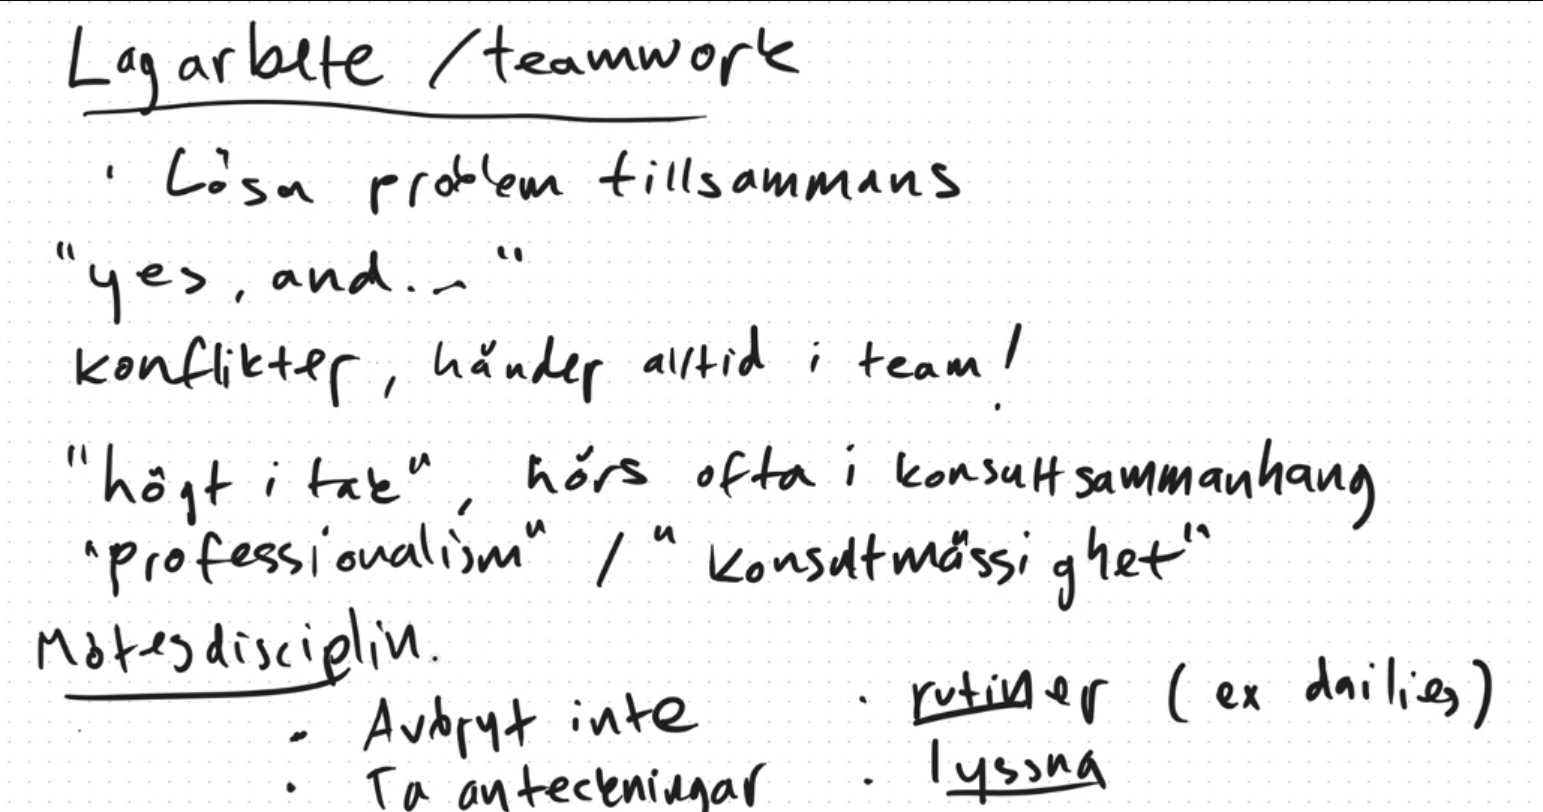 Lagarbete / teamwork
· Lösa problem tillsammans
"yes, and..."
konflikter, händer alltid i team!
"högt i tak", hörs ofta i konsultsammanhang
"professionalism" / "konsultmässighet"
Mötesdisciplin.
· Avbryt inte
· Ta anteckningar
· rutiner (ex dailies)
· lyssna